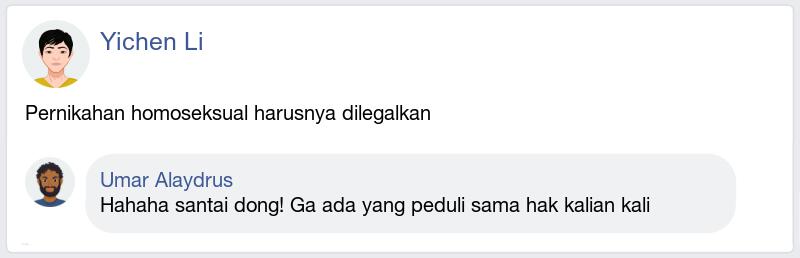 Yichen Li
Pernikahan homoseksual harusnya dilegalkan
Umar Alaydrus
Hahaha santai dong! Ga ada yang peduli sama hak kalian kali